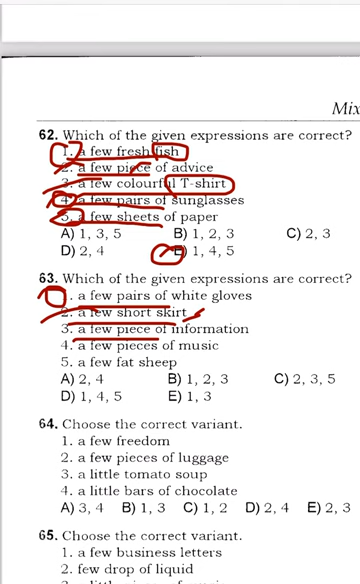 Mix
62. Which of the given expressions are correct?
1. a few fresh fish
2. a few piece of advice
3. a few colourful T-shirt
4. a few pairs of sunglasses
5. a few sheets of paper
A) 1, 3, 5 B) 1, 2, 3 C) 2, 3
D) 2, 4 E) 1, 4, 5
63. Which of the given expressions are correct?
1. a few pairs of white gloves
2. a few short skirt
3. a few piece of information
4. a few pieces of music
5. a few fat sheep
A) 2, 4 B) 1, 2, 3 C) 2, 3, 5
D) 1, 4, 5 E) 1, 3
64. Choose the correct variant.
1. a few freedom
2. a few pieces of luggage
3. a little tomato soup
4. a little bars of chocolate
A) 3, 4 B) 1, 3 C) 1, 2 D) 2, 4 E) 2, 3
65. Choose the correct variant.
1. a few business letters
2. few drop of liquid